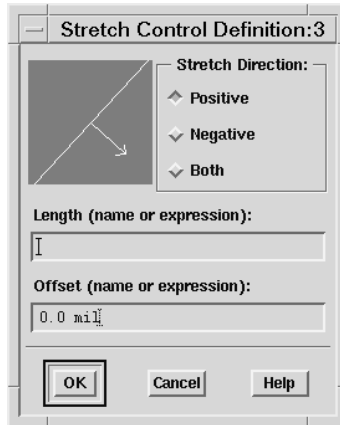 Stretch Control Definition:3
Stretch Direction:
Positive
Negative
Both
Length (name or expression):
Offset (name or expression):
0.0 mil
OK Cancel Help